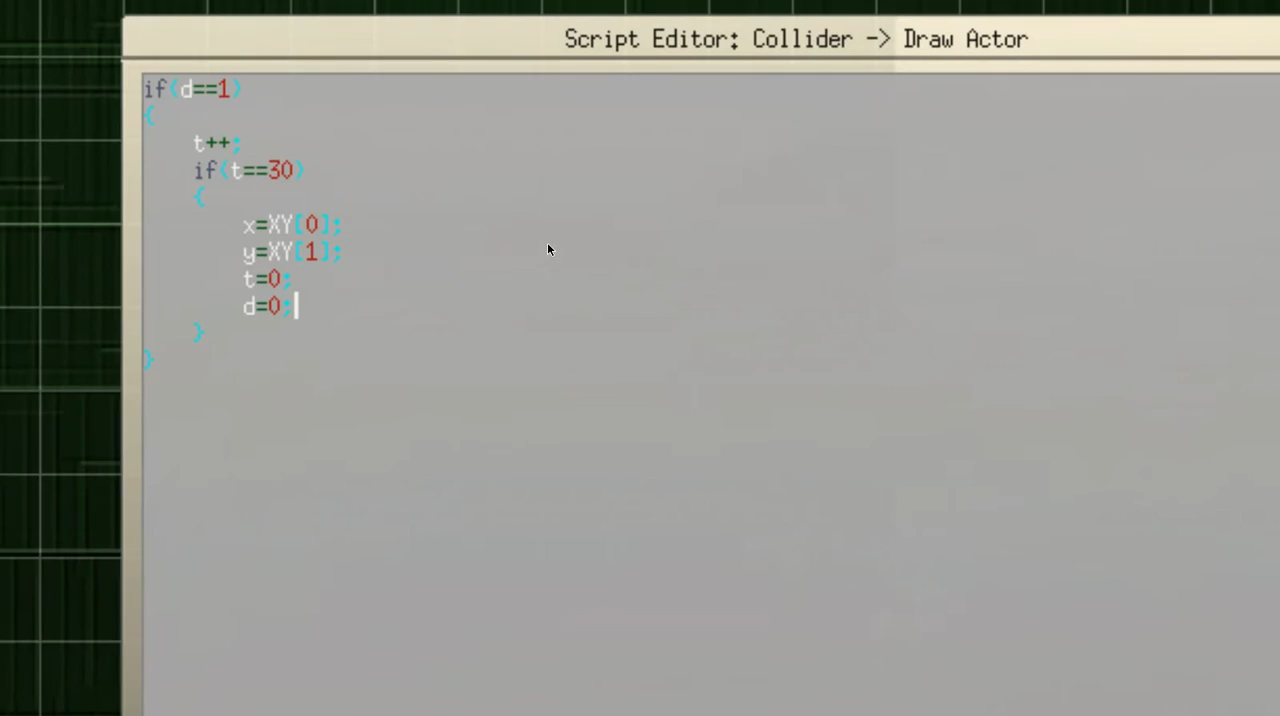 Script Editor: Collider -> Draw Actor
if(d==1)
{
    t++;
    if(t==30)
    {
        x=XY[0];
        y=XY[1];
        t=0;
        d=0;
    }
}